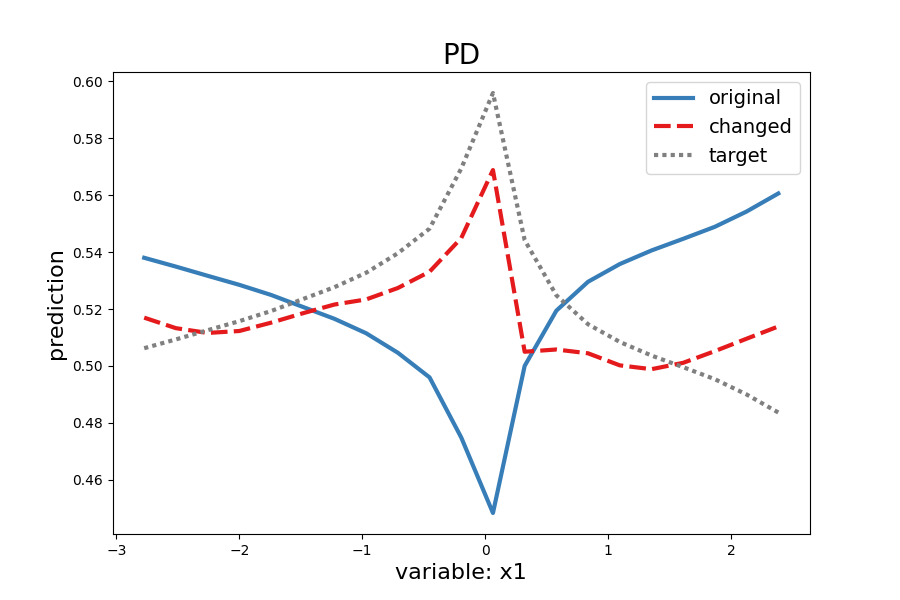 PD
original
changed
target
prediction
0.60
0.58
0.56
0.54
0.52
0.50
0.48
0.46
−3
−2
−1
0
1
2
variable: x1